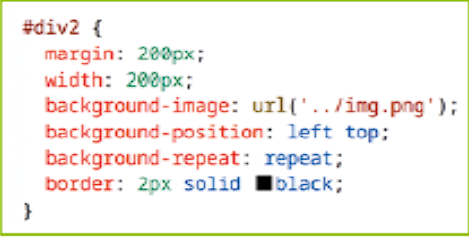 #div2 {
margin: 200px;
width: 200px;
background-image: url('../img.png');
background-position: left top;
background-repeat: repeat;
border: 2px solid black;
}